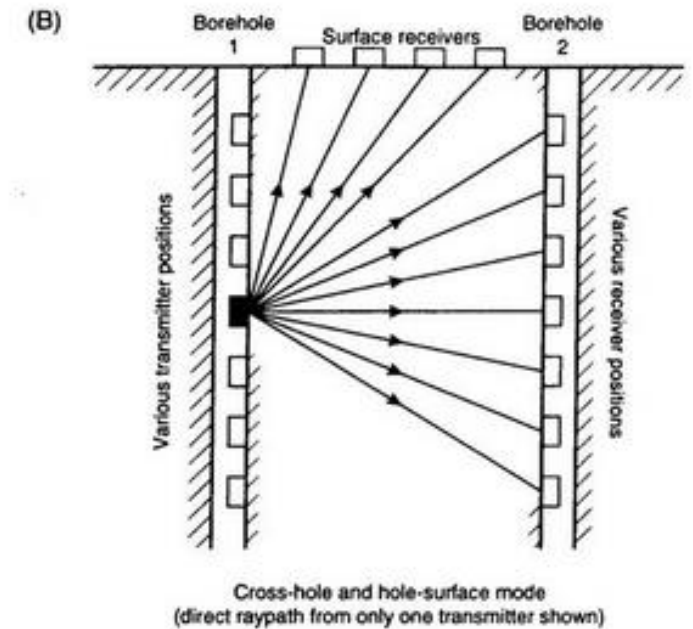 (B)
Borehole
1
Surface receivers
Borehole
2
Various transmitter positions
Various receiver positions
Cross-hole and hole-surface mode
(direct raypath from only one transmitter shown)